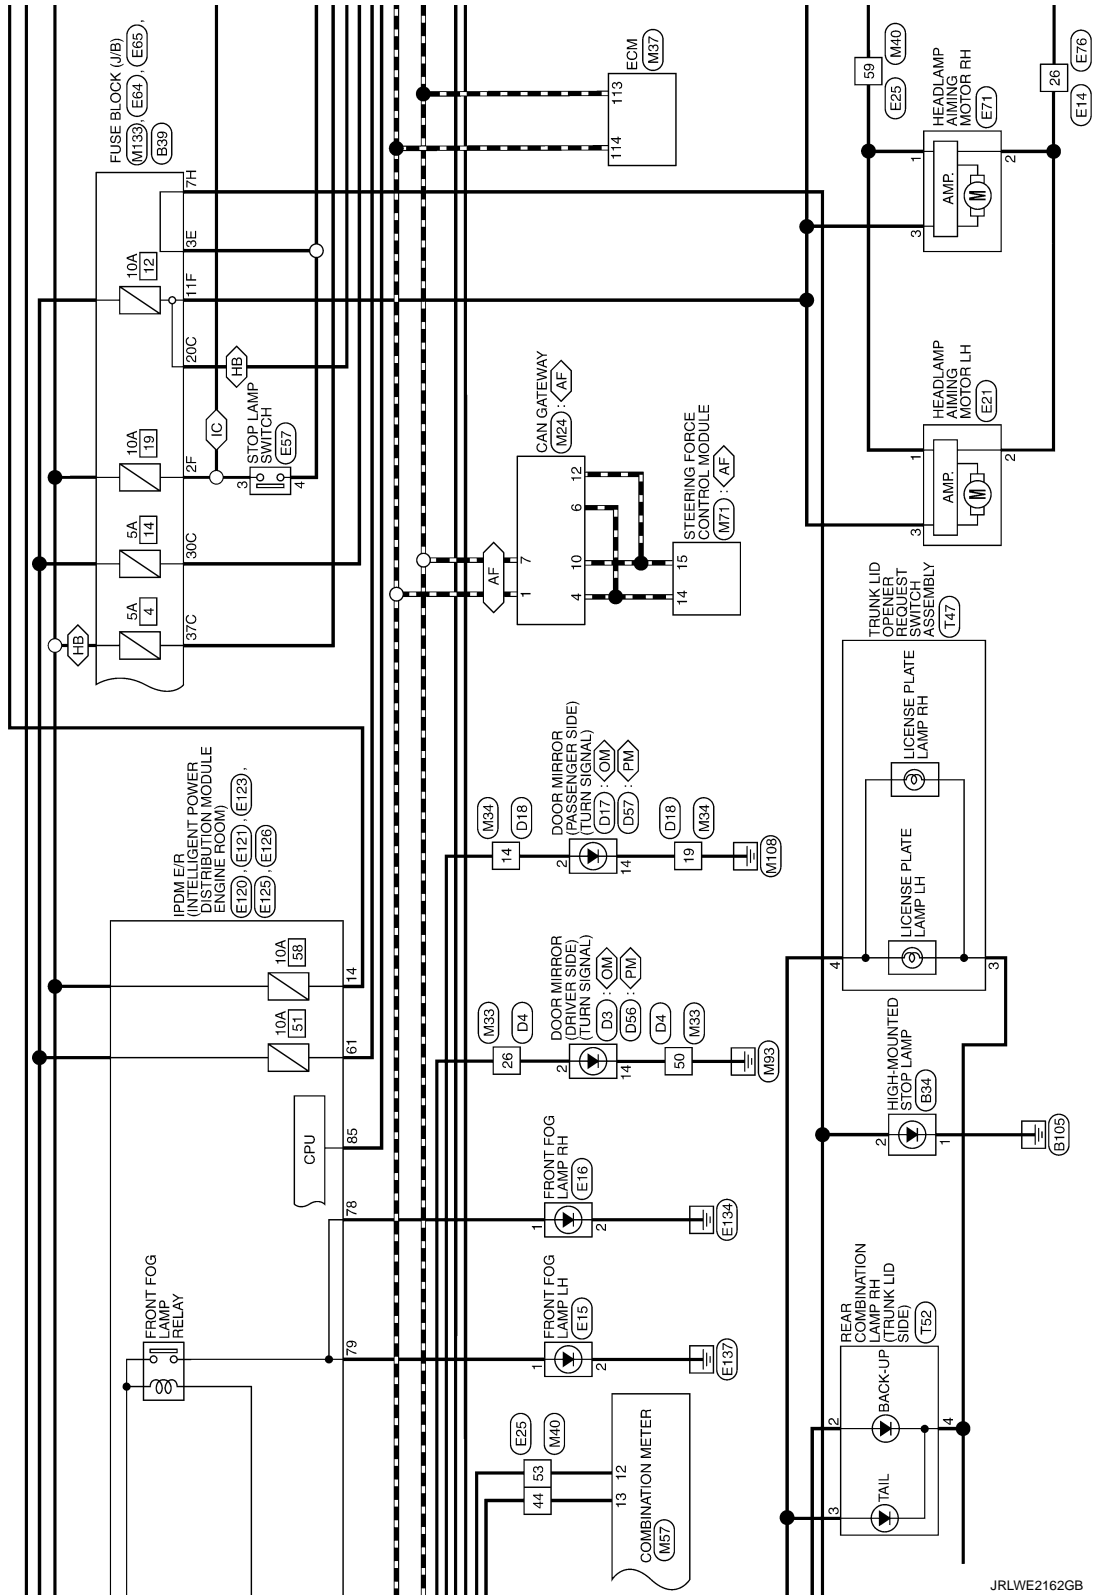 FUSE BLOCK (J/B)
M133 , E64 , E65 ,
B39
10A
12
10A
19
5A
14
5A
4
7H
3E
11F
20C
2F
30C
37C
HB
HB
IC
STOP LAMP
SWITCH
E57
3
4
ECM
M37
113
114
CAN GATEWAY
M24 : AF
12
6
10
4
7
1
AF
STEERING FORCE
CONTROL MODULE
M71 : AF
15
14
59
M40
E25
26
E76
E14
HEADLAMP
AIMING
MOTOR RH
E71
AMP.
M
1
3
2
HEADLAMP
AIMING
MOTOR LH
E21
AMP.
M
1
3
2
IPDM E/R
(INTELLIGENT POWER
DISTRIBUTION MODULE
ENGINE ROOM)
E120 , E121 , E123 ,
E125 , E126
10A
58
10A
51
14
61
CPU
85
78
79
FRONT FOG
LAMP
RELAY
DOOR MIRROR
(PASSENGER SIDE)
(TURN SIGNAL)
D17 : OM
D57 : PM
M34
D18
14
2
14
D18
M34
19
M108
DOOR MIRROR
(DRIVER SIDE)
(TURN SIGNAL)
D3 : OM
D56 : PM
M33
D4
26
2
14
D4
M33
50
M93
FRONT FOG
LAMP RH
E16
1
2
E134
FRONT FOG
LAMP LH
E15
1
2
E137
E25
M40
53
44
12
13
COMBINATION METER
M57
TRUNK LID
OPENER
REQUEST
SWITCH
ASSEMBLY
T47
LICENSE PLATE
LAMP RH
LICENSE PLATE
LAMP LH
4
3
HIGH-MOUNTED
STOP LAMP
B34
2
1
B105
REAR
COMBINATION
LAMP RH
(TRUNK LID
SIDE)
T52
BACK-UP
TAIL
2
3
4
JRLWE2162GB